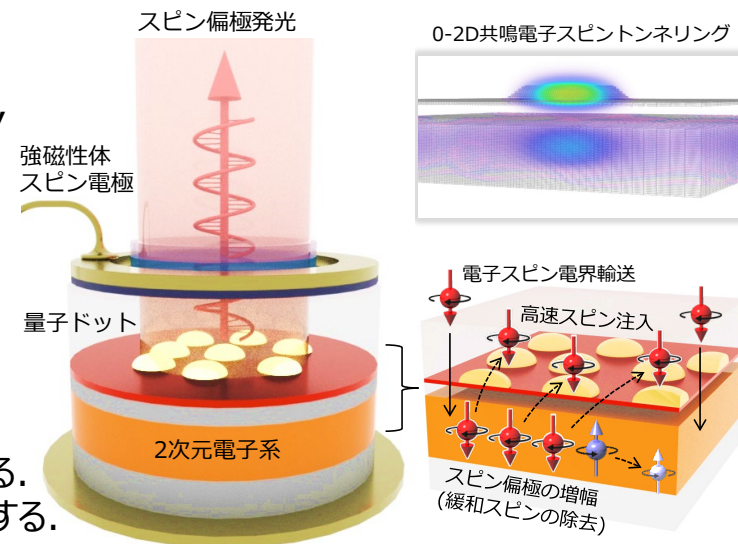 スピン偏極発光
0-2D共鳴電子スピントンネリング
強磁性体
スピン電極
電子スピン電界輸送
高速スピン注入
量子ドット
2次元電子系
スピン偏極の増幅
(緩和スピンの除去)
る.
する.